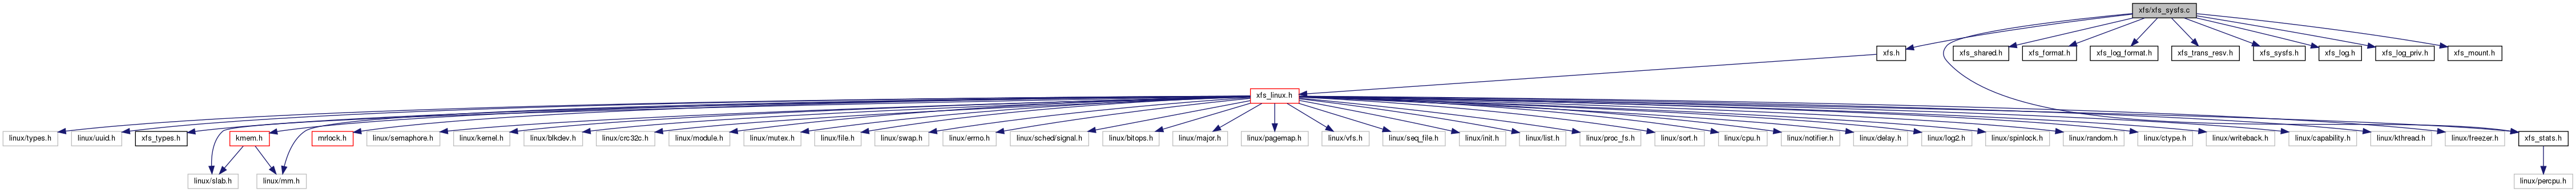 xfs/xfs_sysfs.c
xfs.h
xfs_shared.h
xfs_format.h
xfs_log_format.h
xfs_trans_resv.h
xfs_sysfs.h
xfs_log.h
xfs_log_priv.h
xfs_mount.h
xfs_linux.h
linux/types.h
linux/uuid.h
xfs_types.h
kmem.h
mrlock.h
linux/semaphore.h
linux/kernel.h
linux/blkdev.h
linux/crc32c.h
linux/module.h
linux/mutex.h
linux/file.h
linux/swap.h
linux/errno.h
linux/sched/signal.h
linux/bitops.h
linux/major.h
linux/pagemap.h
linux/vfs.h
linux/seq_file.h
linux/init.h
linux/list.h
linux/proc_fs.h
linux/sort.h
linux/cpu.h
linux/notifier.h
linux/delay.h
linux/log2.h
linux/spinlock.h
linux/random.h
linux/ctype.h
linux/writeback.h
linux/capability.h
linux/kthread.h
linux/freezer.h
xfs_stats.h
linux/slab.h
linux/mm.h
linux/percpu.h